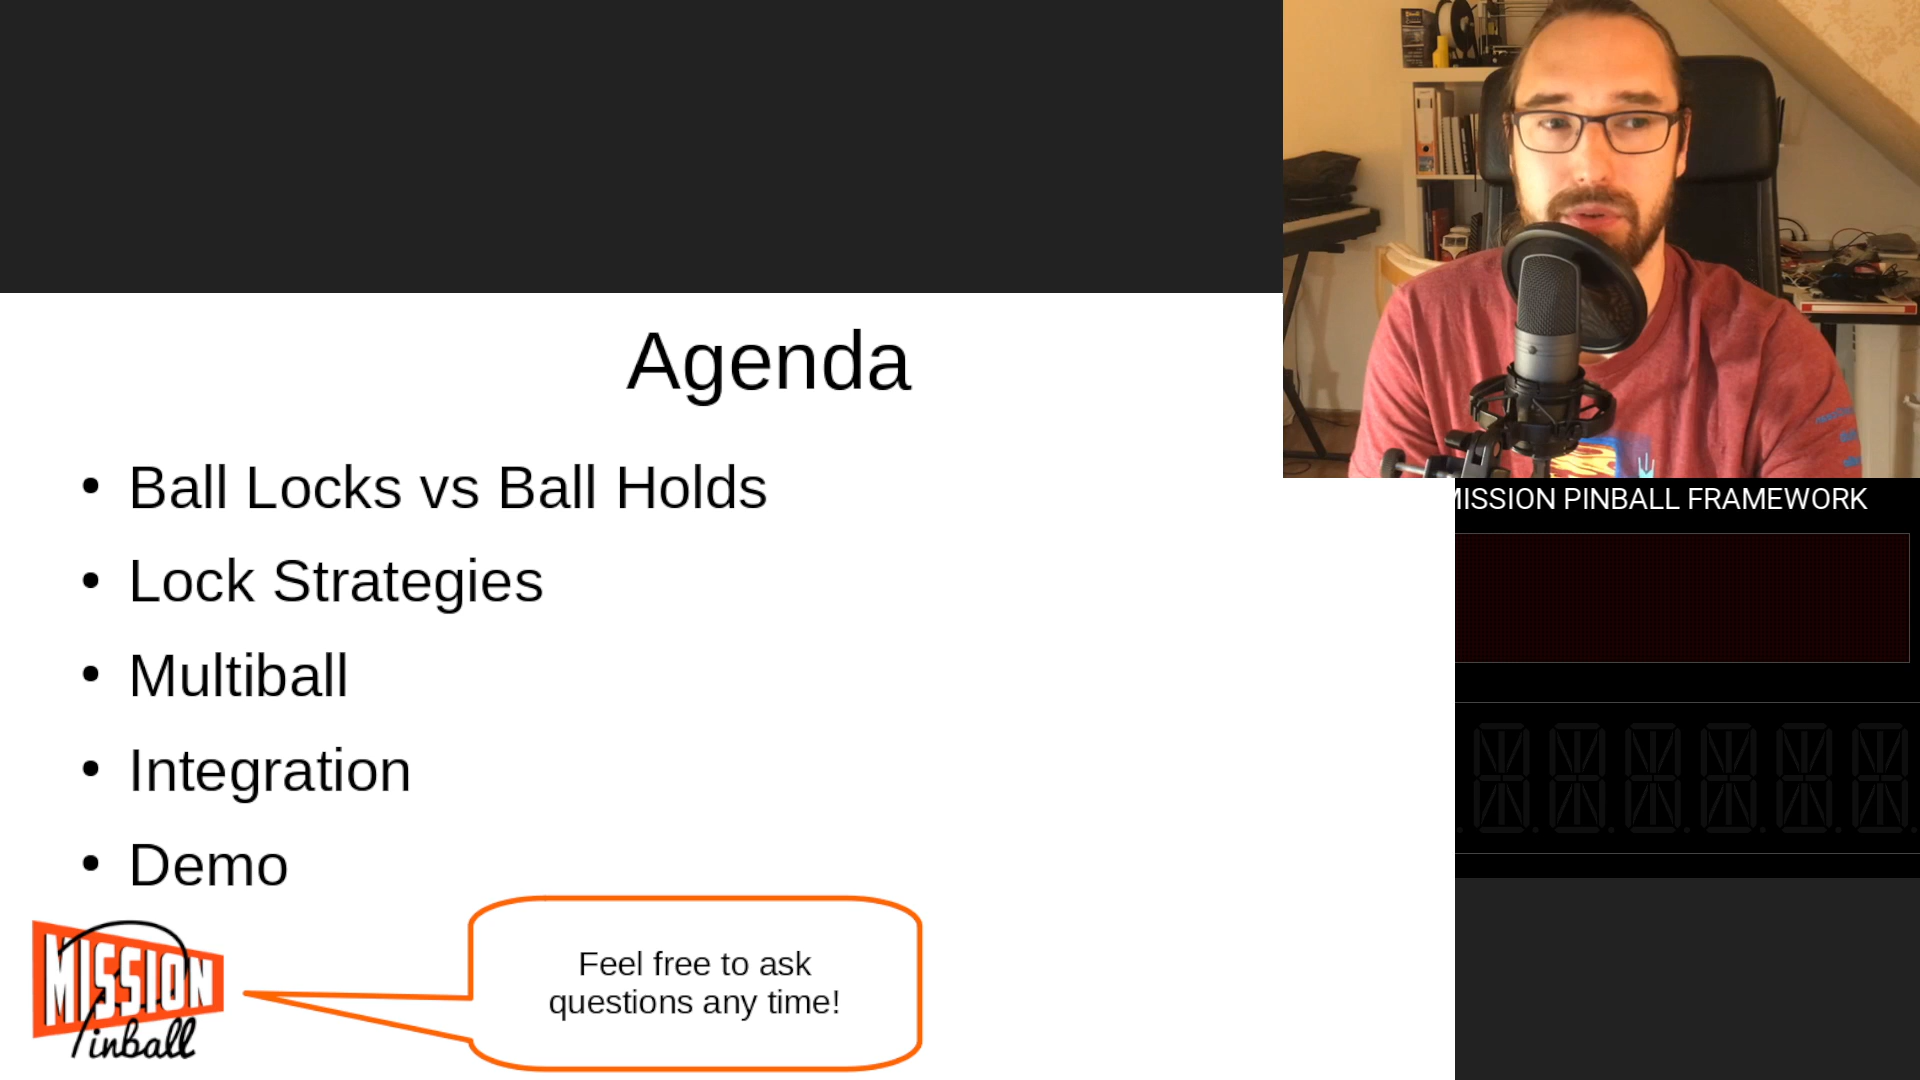 Agenda
• Ball Locks vs Ball Holds
• Lock Strategies
• Multiball
• Integration
• Demo
MISSION
Pinball
Feel free to ask
questions any time!
MISSION PINBALL FRAMEWORK